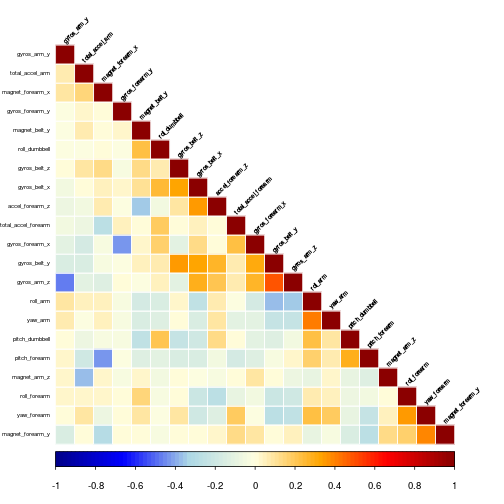 gyros_arm_y
total_accel_arm
magnet_forearm_x
gyros_forearm_y
magnet_belt_y
roll_dumbbell
gyros_belt_z
gyros_belt_x
accel_forearm_z
total_accel_forearm
gyros_forearm_x
gyros_belt_y
gyros_arm_z
roll_arm
yaw_arm
pitch_dumbbell
pitch_forearm
magnet_arm_z
roll_forearm
yaw_forearm
magnet_forearm_y
gyros_arm_y
total_accel_arm
magnet_forearm_x
gyros_forearm_y
magnet_belt_y
roll_dumbbell
gyros_belt_z
gyros_belt_x
accel_forearm_z
total_accel_forearm
gyros_forearm_x
gyros_belt_y
gyros_arm_z
roll_arm
yaw_arm
pitch_dumbbell
pitch_forearm
magnet_arm_z
roll_forearm
yaw_forearm
magnet_forearm_y
-1 -0.8 -0.6 -0.4 -0.2 0 0.2 0.4 0.6 0.8 1